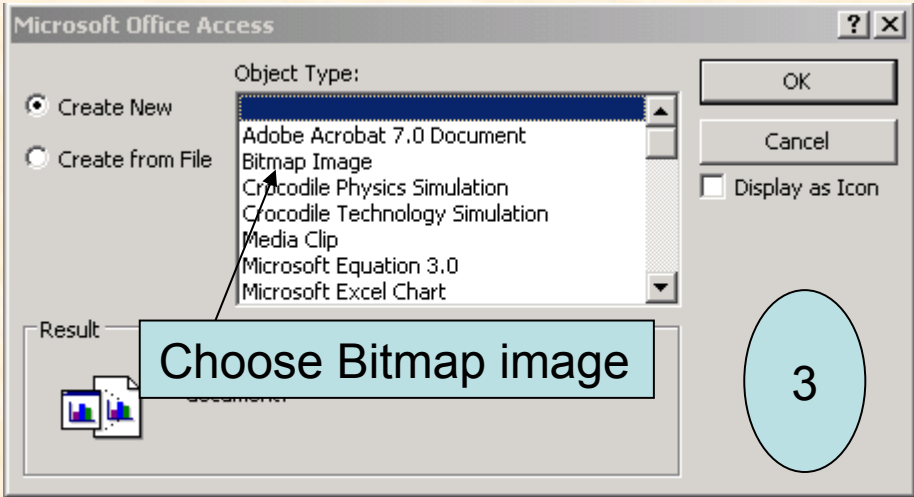 Microsoft Office Access
Object Type:
Create New
Create from File
Adobe Acrobat 7.0 Document
Bitmap Image
Crocodile Physics Simulation
Crocodile Technology Simulation
Media Clip
Microsoft Equation 3.0
Microsoft Excel Chart
OK
Cancel
Display as Icon
Result
Choose Bitmap image
document.
3